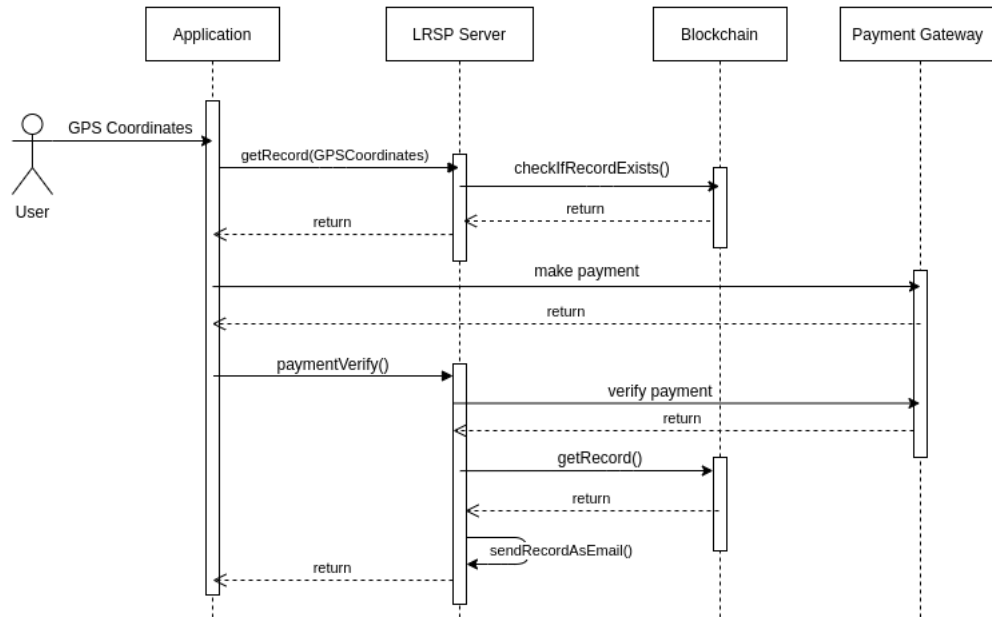 Application
LRSP Server
Blockchain
Payment Gateway
GPS Coordinates
getRecord(GPSCoordinates)
checkIfRecordExists()
User
return
return
make payment
return
paymentVerify()
verify payment
return
getRecord()
return
sendRecordAsEmail()
return